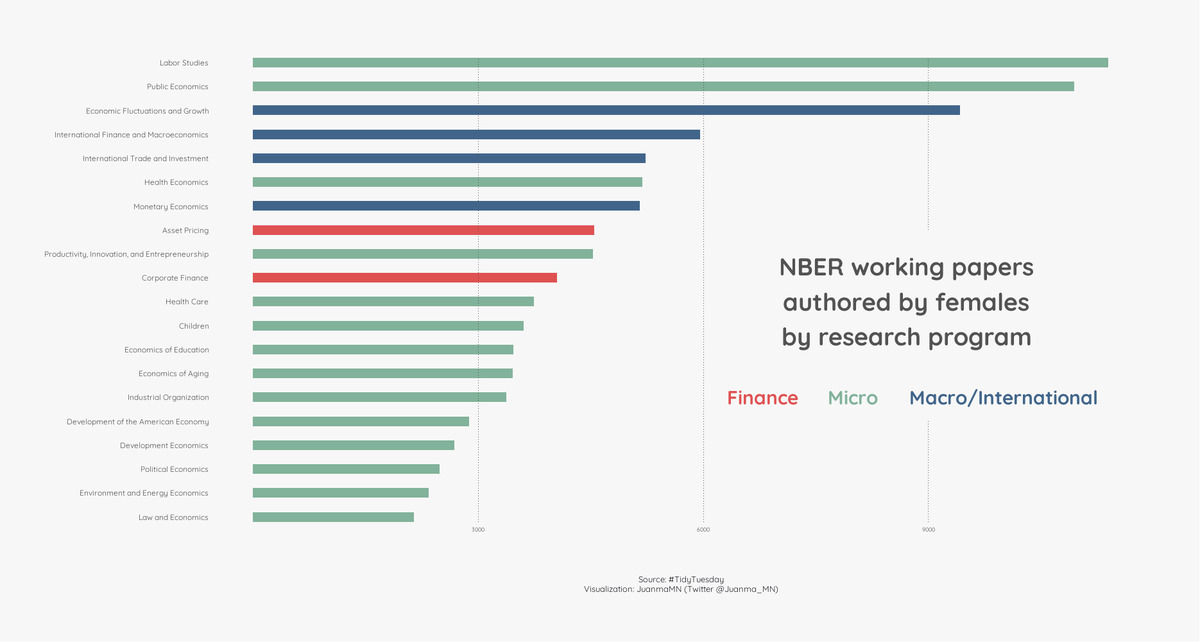 Labor Studies
Public Economics
Economic Fluctuations and Growth
International Finance and Macroeconomics
International Trade and Investment
Health Economics
Monetary Economics
Asset Pricing
Productivity, Innovation, and Entrepreneurship
Corporate Finance
Health Care
Children
Economics of Education
Economics of Aging
Industrial Organization
Development of the American Economy
Development Economics
Political Economics
Environment and Energy Economics
Law and Economics
NBER working papers
authored by females
by research program
Finance Micro Macro/International
3000 6000 9000
Source: #TidyTuesday
Visualization: JuanmaMN (Twitter @Juanma_MN)